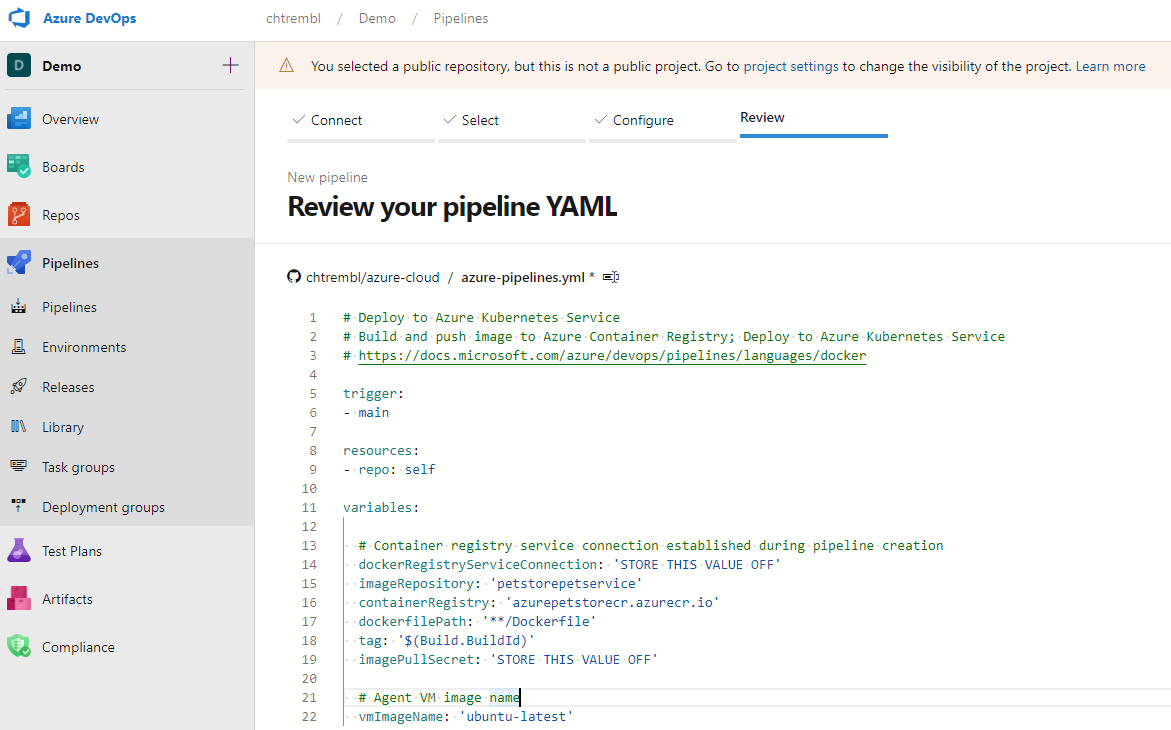 Azure DevOps
chtrembl / Demo / Pipelines
D Demo
You selected a public repository, but this is not a public project. Go to project settings to change the visibility of the project. Learn more
Overview
Boards
Repos
Pipelines
Pipelines
Environments
Releases
Library
Task groups
Deployment groups
Test Plans
Artifacts
Compliance
Connect
Select
Configure
Review
New pipeline
Review your pipeline YAML
chtrembl/azure-cloud / azure-pipelines.yml *
1 # Deploy to Azure Kubernetes Service
2 # Build and push image to Azure Container Registry; Deploy to Azure Kubernetes Service
3 # https://docs.microsoft.com/azure/devops/pipelines/languages/docker
4
5 trigger:
6 - main
7
8 resources:
9 - repo: self
10
11 variables:
12
13   # Container registry service connection established during pipeline creation
14   dockerRegistryServiceConnection: 'STORE THIS VALUE OFF'
15   imageRepository: 'petstorepetservice'
16   containerRegistry: 'azurepetstorecr.azurecr.io'
17   dockerfilePath: '**/Dockerfile'
18   tag: '$(Build.BuildId)'
19   imagePullSecret: 'STORE THIS VALUE OFF'
20
21   # Agent VM image name
22   vmImageName: 'ubuntu-latest'